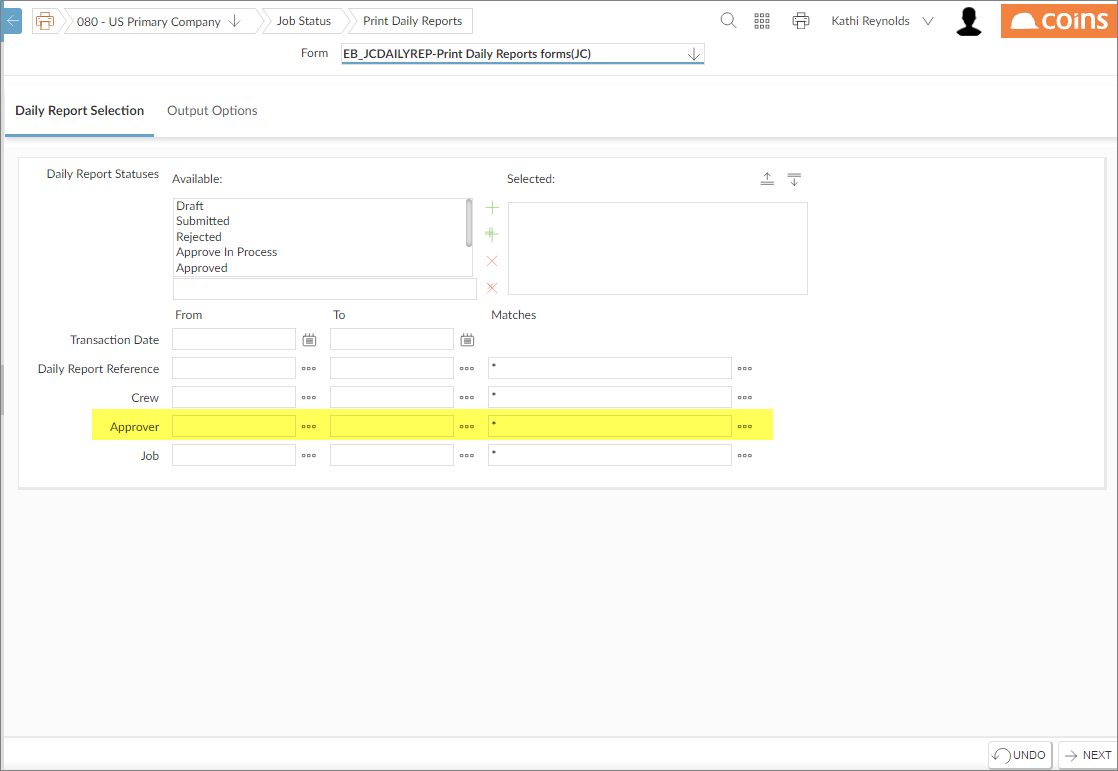 080 - US Primary Company Job Status Print Daily Reports Kathi Reynolds coins
Form EB_JCDAILYREP-Print Daily Reports forms(JC)
Daily Report Selection Output Options
Daily Report Statuses Available: Selected:
Draft
Submitted
Rejected
Approve In Process
Approved
From To Matches
Transaction Date
Daily Report Reference *
Crew *
Approver *
Job *
UNDO NEXT